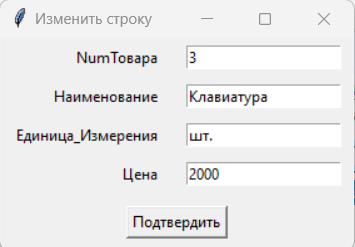 Изменить строку
NumТовара 3
Наименование Клавиатура
Единица_Измерения шт.
Цена 2000
Подтвердить